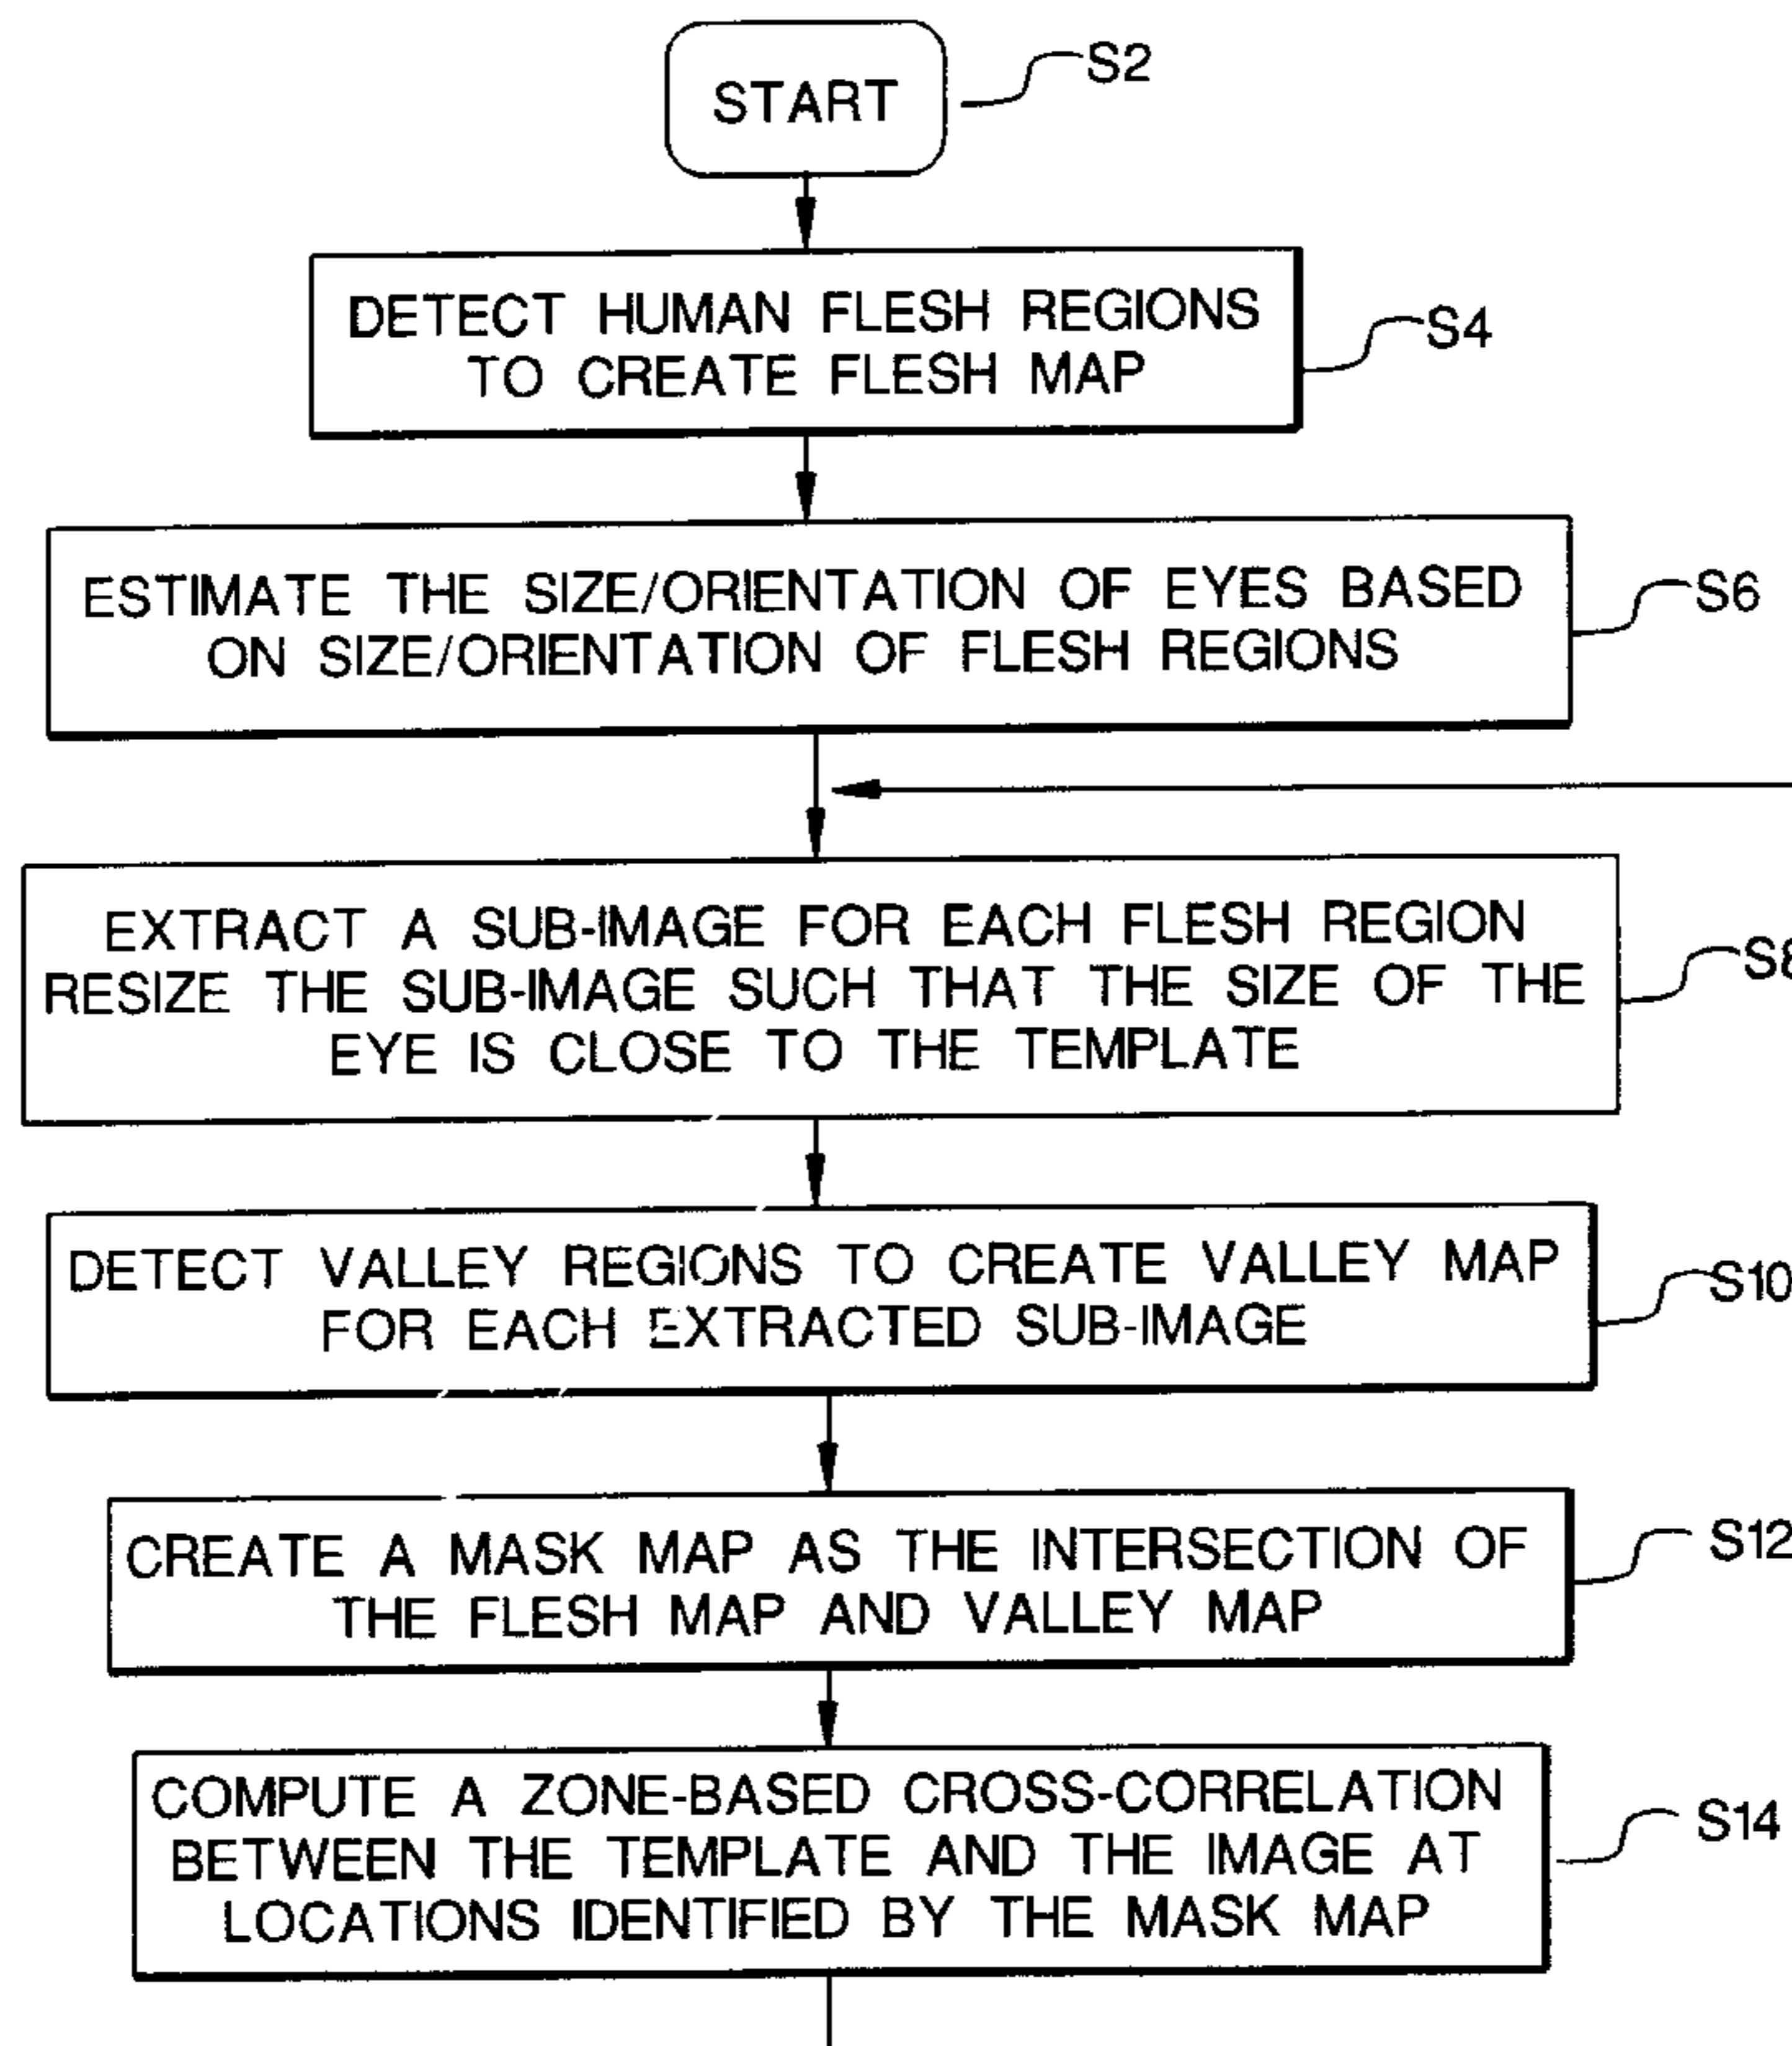 START
S2
DETECT HUMAN FLESH REGIONS
TO CREATE FLESH MAP
S4
ESTIMATE THE SIZE/ORIENTATION OF EYES BASED
ON SIZE/ORIENTATION OF FLESH REGIONS
S6
EXTRACT A SUB-IMAGE FOR EACH FLESH REGION
RESIZE THE SUB-IMAGE SUCH THAT THE SIZE OF THE
EYE IS CLOSE TO THE TEMPLATE
S8
DETECT VALLEY REGIONS TO CREATE VALLEY MAP
FOR EACH EXTRACTED SUB-IMAGE
S10
CREATE A MASK MAP AS THE INTERSECTION OF
THE FLESH MAP AND VALLEY MAP
S12
COMPUTE A ZONE-BASED CROSS-CORRELATION
BETWEEN THE TEMPLATE AND THE IMAGE AT
LOCATIONS IDENTIFIED BY THE MASK MAP
S14